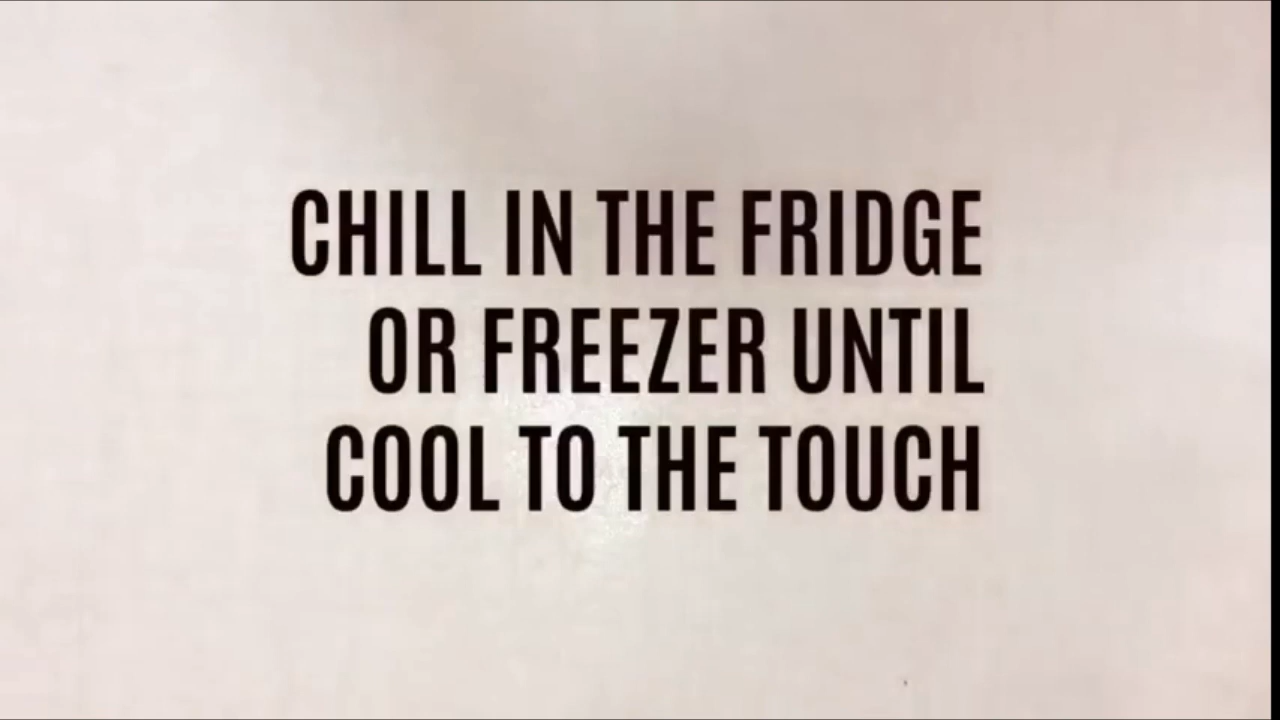 CHILL IN THE FRIDGE
OR FREEZER UNTIL
COOL TO THE TOUCH